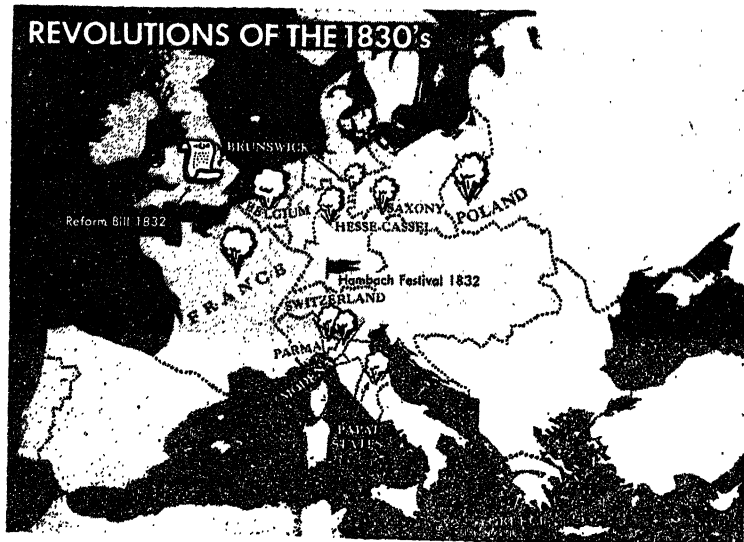 REVOLUTIONS OF THE 1830's
BRUNSWICK
BELGIUM
SAXONY
POLAND
HESSE-CASSEL
Reform Bill 1832
FRANCE
Hambach Festival 1832
SWITZERLAND
PARMA
MODENA
PAPAL
STATES